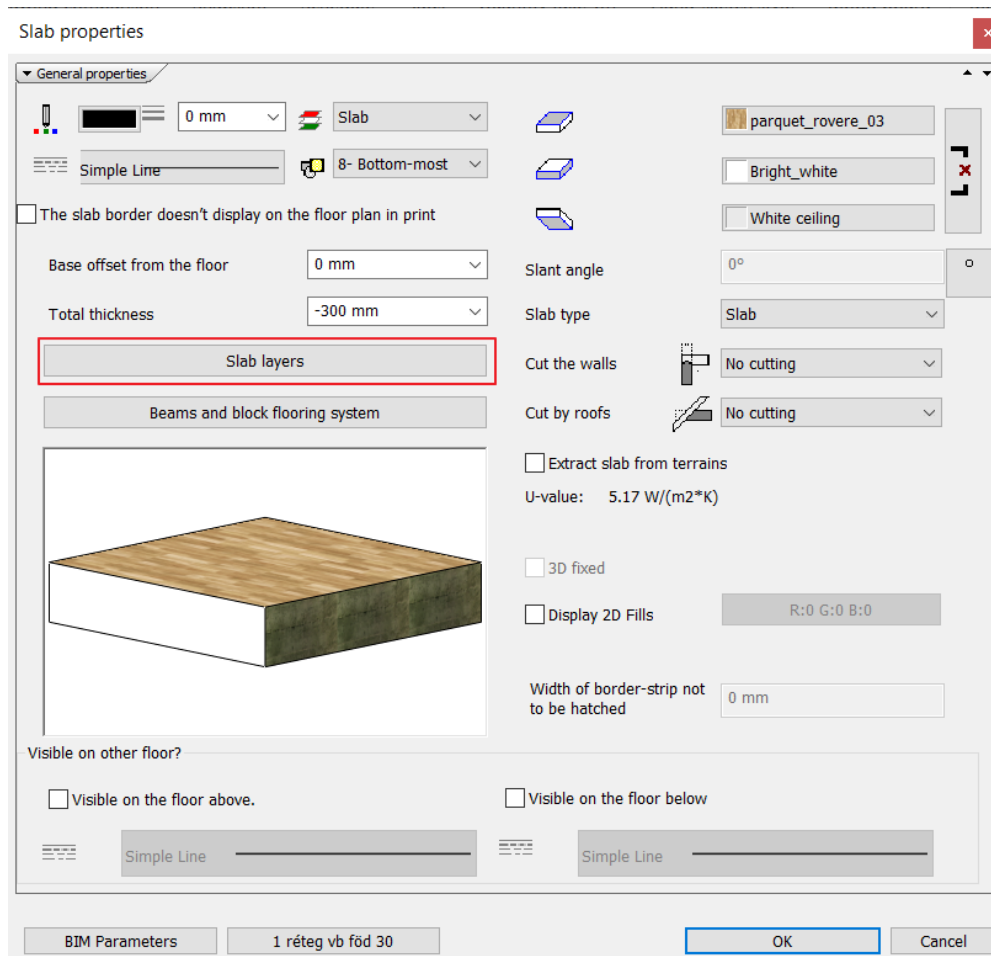 Slab properties
General properties
0 mm
Slab
parquet_rovere_03
Simple Line
8- Bottom-most
Bright_white
The slab border doesn't display on the floor plan in print
White ceiling
Base offset from the floor
0 mm
Slant angle
0°
Total thickness
-300 mm
Slab type
Slab
Slab layers
Cut the walls
No cutting
Beams and block flooring system
Cut by roofs
No cutting
Extract slab from terrains
U-value: 5.17 W/(m2*K)
3D fixed
Display 2D Fills
R:0 G:0 B:0
Width of border-strip not
to be hatched
0 mm
Visible on other floor?
Visible on the floor above.
Visible on the floor below
Simple Line
Simple Line
BIM Parameters
1 réteg vb föd 30
OK
Cancel